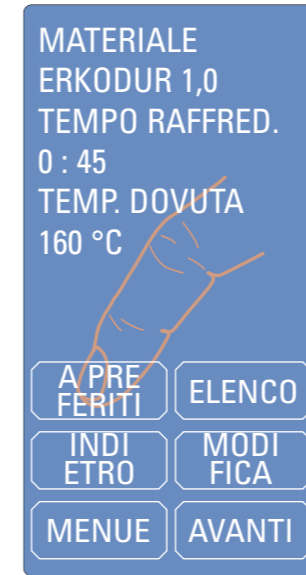 MATERIALE
ERKODUR 1,0
TEMPO RAFFRED.
0 : 45
TEMP. DOVUTA
160 °C
A PRE
FERITI
ELENCO
INDI
ETRO
MODI
FICA
MENUE
AVANTI